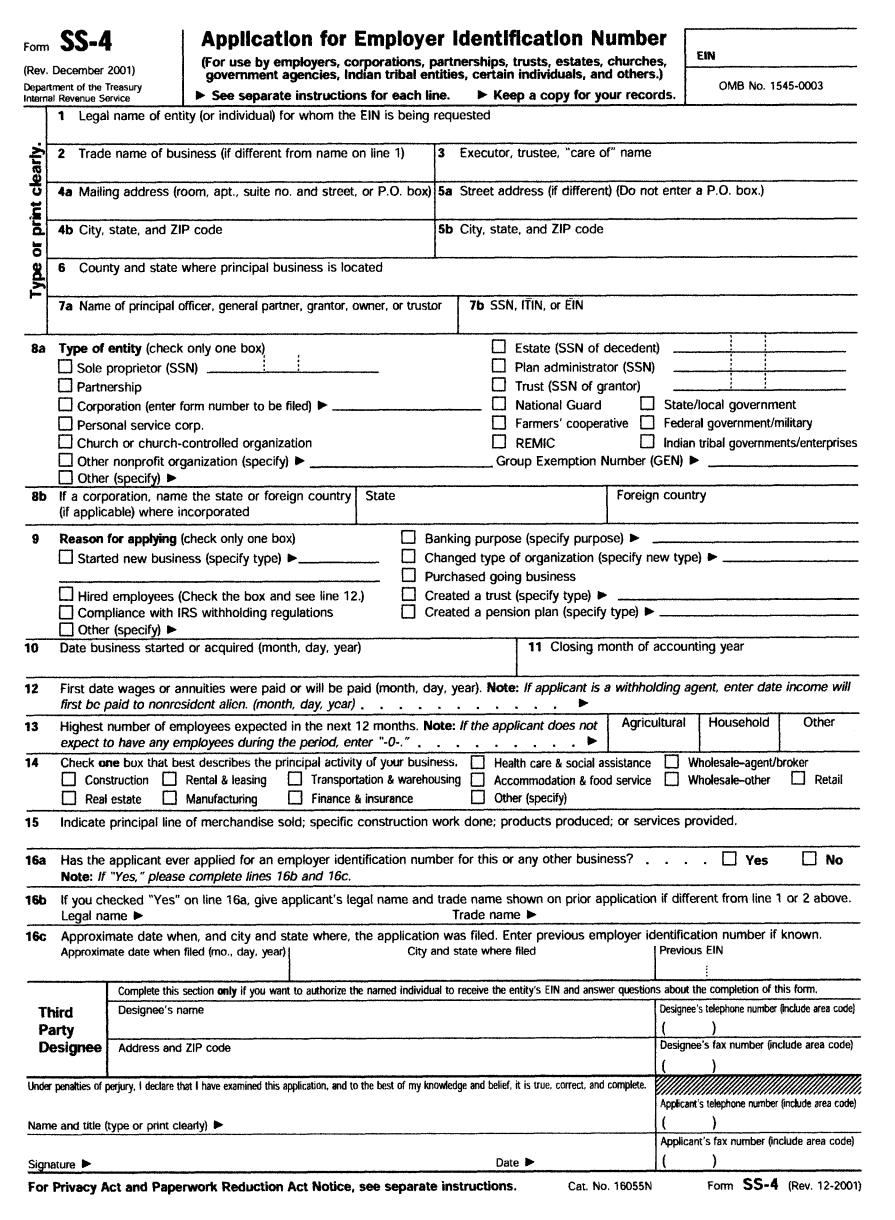 Form SS-4
(Rev. December 2001)
Department of the Treasury
Internal Revenue Service
Application for Employer Identification Number
(For use by employers, corporations, partnerships, trusts, estates, churches,
government agencies, Indian tribal entities, certain individuals, and others.)
▶ See separate instructions for each line. ▶ Keep a copy for your records.
EIN
OMB No. 1545-0003
Type or print clearly.
1 Legal name of entity (or individual) for whom the EIN is being requested
2 Trade name of business (if different from name on line 1)
3 Executor, trustee, "care of" name
4a Mailing address (room, apt., suite no. and street, or P.O. box)
5a Street address (if different) (Do not enter a P.O. box.)
4b City, state, and ZIP code
5b City, state, and ZIP code
6 County and state where principal business is located
7a Name of principal officer, general partner, grantor, owner, or trustor
7b SSN, ITIN, or EIN
8a Type of entity (check only one box)
Sole proprietor (SSN)
Partnership
Corporation (enter form number to be filed) ▶
Personal service corp.
Church or church-controlled organization
Other nonprofit organization (specify) ▶
Other (specify) ▶
Estate (SSN of decedent)
Plan administrator (SSN)
Trust (SSN of grantor)
National Guard State/local government
Farmers' cooperative Federal government/military
REMIC Indian tribal governments/enterprises
Group Exemption Number (GEN) ▶
8b If a corporation, name the state or foreign country
(if applicable) where incorporated
State
Foreign country
9 Reason for applying (check only one box)
Started new business (specify type) ▶
Hired employees (Check the box and see line 12.)
Compliance with IRS withholding regulations
Other (specify) ▶
Banking purpose (specify purpose) ▶
Changed type of organization (specify new type) ▶
Purchased going business
Created a trust (specify type) ▶
Created a pension plan (specify type) ▶
10 Date business started or acquired (month, day, year)
11 Closing month of accounting year
12 First date wages or annuities were paid or will be paid (month, day, year). Note: If applicant is a withholding agent, enter date income will
first be paid to nonresident alien. (month, day, year) . . . . . . . . . . . ▶
13 Highest number of employees expected in the next 12 months. Note: If the applicant does not
expect to have any employees during the period, enter "-0-." . . . . . . . . . ▶
Agricultural Household Other
14 Check one box that best describes the principal activity of your business. Health care & social assistance Wholesale-agent/broker
Construction Rental & leasing Transportation & warehousing Accommodation & food service Wholesale-other Retail
Real estate Manufacturing Finance & insurance Other (specify)
15 Indicate principal line of merchandise sold; specific construction work done; products produced; or services provided.
16a Has the applicant ever applied for an employer identification number for this or any other business? . . . . Yes No
Note: If "Yes," please complete lines 16b and 16c.
16b If you checked "Yes" on line 16a, give applicant's legal name and trade name shown on prior application if different from line 1 or 2 above.
Legal name ▶ Trade name ▶
16c Approximate date when, and city and state where, the application was filed. Enter previous employer identification number if known.
Approximate date when filed (mo., day, year) City and state where filed Previous EIN
Third
Party
Designee
Complete this section only if you want to authorize the named individual to receive the entity's EIN and answer questions about the completion of this form.
Designee's name
Designee's telephone number (include area code)
( )
Address and ZIP code
Designee's fax number (include area code)
( )
Under penalties of perjury, I declare that I have examined this application, and to the best of my knowledge and belief, it is true, correct, and complete.
Applicant's telephone number (include area code)
Name and title (type or print clearly) ▶ ( )
Applicant's fax number (include area code)
Signature ▶ Date ▶ ( )
For Privacy Act and Paperwork Reduction Act Notice, see separate instructions. Cat. No. 16055N Form SS-4 (Rev. 12-2001)